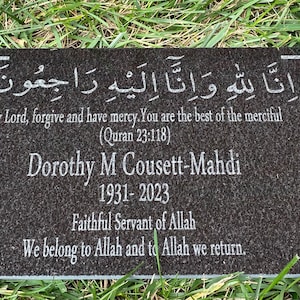 إِنَّا لِلَّهِ وَإِنَّا إِلَيْهِ رَاجِعُونَ
Lord, forgive and have mercy.You are the best of the merciful
(Quran 23:118)
Dorothy M Cousett-Mahdi
1931- 2023
Faithful Servant of Allah
We belong to Allah and to Allah we return.